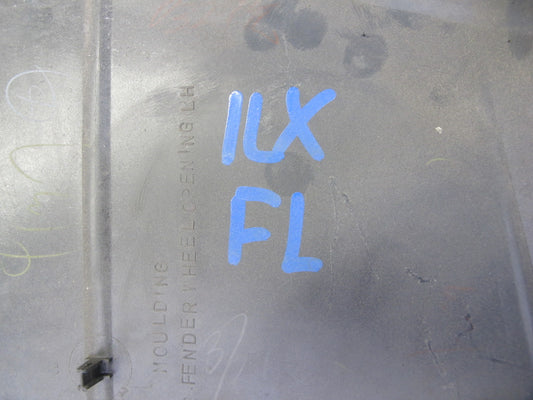 ILX
FL
MOULDING
FENDER WHEEL OPENING LH